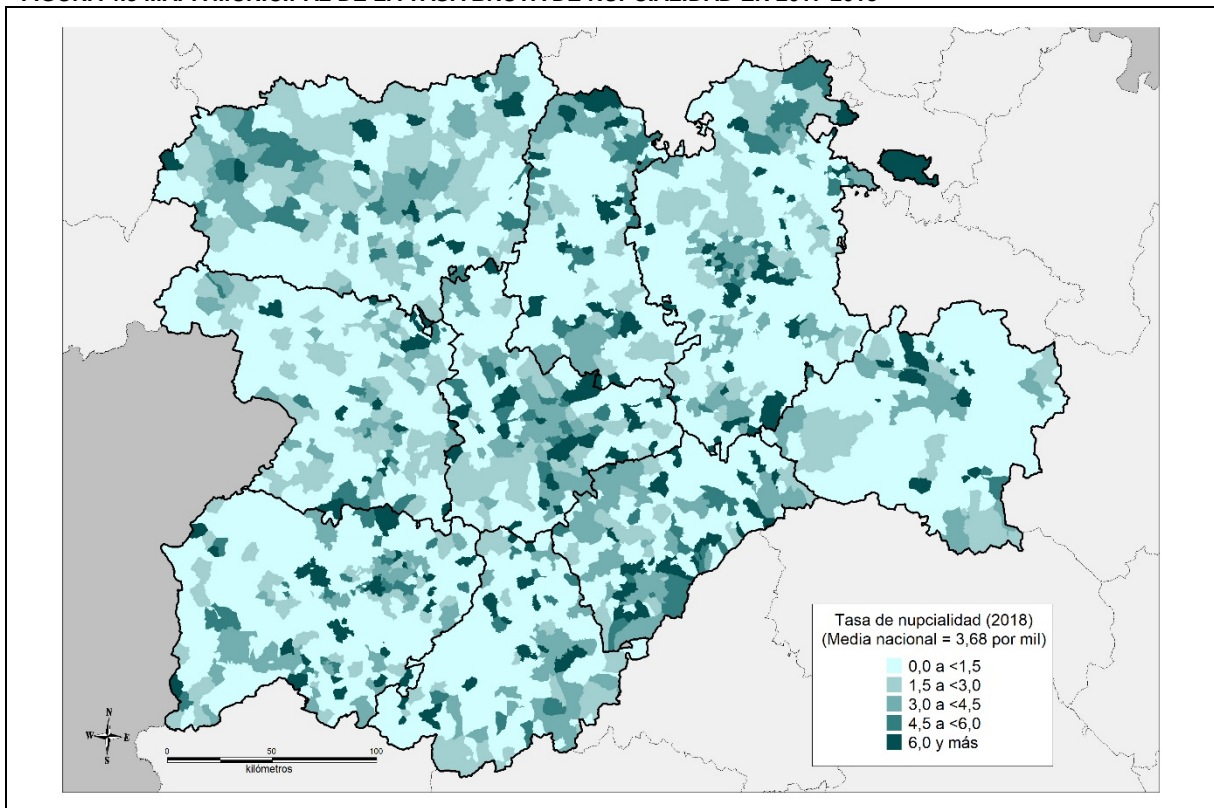 Tasa de nupcialidad (2018)
(Media nacional = 3,68 por mil)
0,0 a <1,5
1,5 a <3,0
3,0 a <4,5
4,5 a <6,0
6,0 y más
N
W E
S
0 50 100
kilómetros